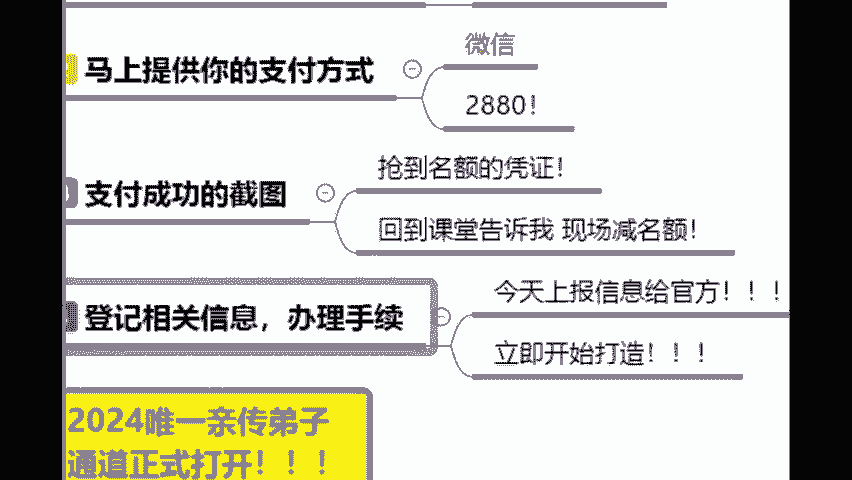 微信
马上提供你的支付方式
2880!
抢到名额的凭证!
支付成功的截图
回到课堂告诉我 现场减名额!
今天上报信息给官方!!!
登记相关信息，办理手续
立即开始打造!!!
2024唯一亲传弟子
通道正式打开!!!